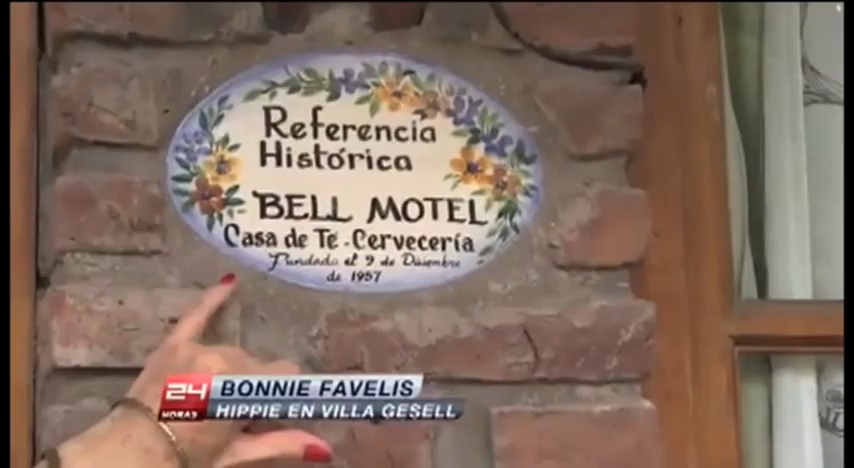 Referencia
Histórica
BELL MOTEL
Casa de Té - Cervecería
Fundado el 9 de Diciembre
de 1957
24
HORAS
BONNIE FAVELIS
HIPPIE EN VILLA GESELL